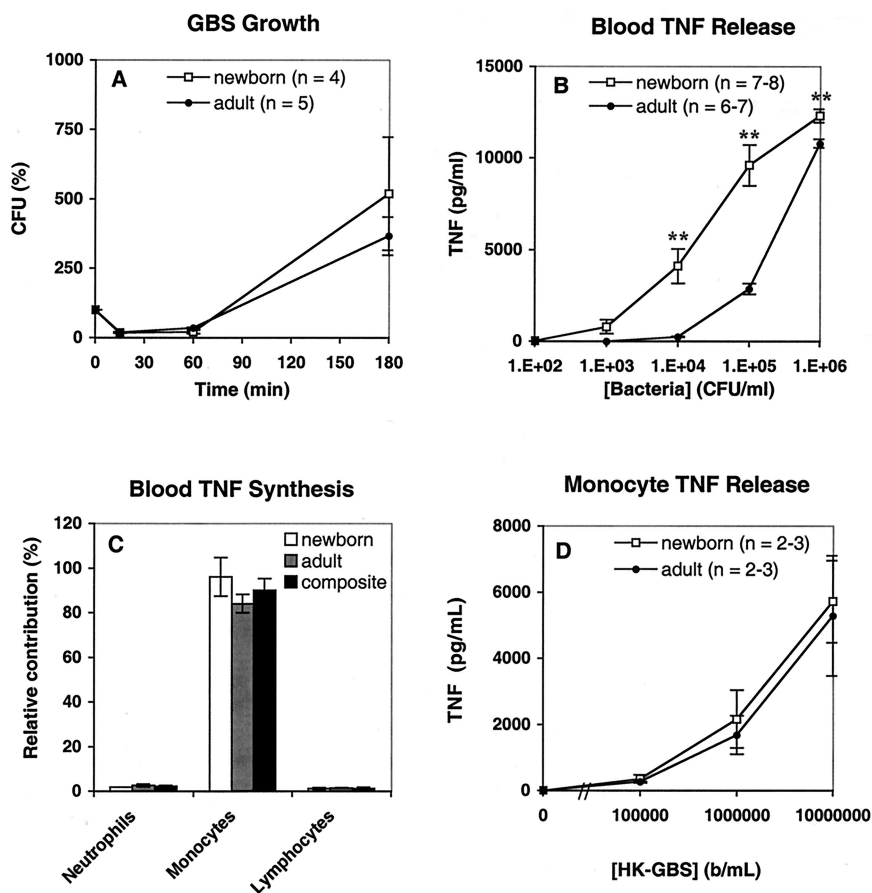 GBS Growth
1000
750
500
250
0
CFU (%)
A
newborn (n = 4)
adult (n = 5)
0 30 60 90 120 150 180
Time (min)
Blood TNF Release
15000
10000
5000
0
TNF (pg/ml)
B
newborn (n = 7-8)
adult (n = 6-7)
**
**
**
1.E+02 1.E+03 1.E+04 1.E+05 1.E+06
[Bacteria] (CFU/ml)
Blood TNF Synthesis
120
100
80
60
40
20
0
Relative contribution (%)
C
newborn
adult
composite
Neutrophils
Monocytes
Lymphocytes
Monocyte TNF Release
8000
6000
4000
2000
0
TNF (pg/mL)
D
newborn (n = 2-3)
adult (n = 2-3)
0 // 100000 1000000 10000000
[HK-GBS] (b/mL)